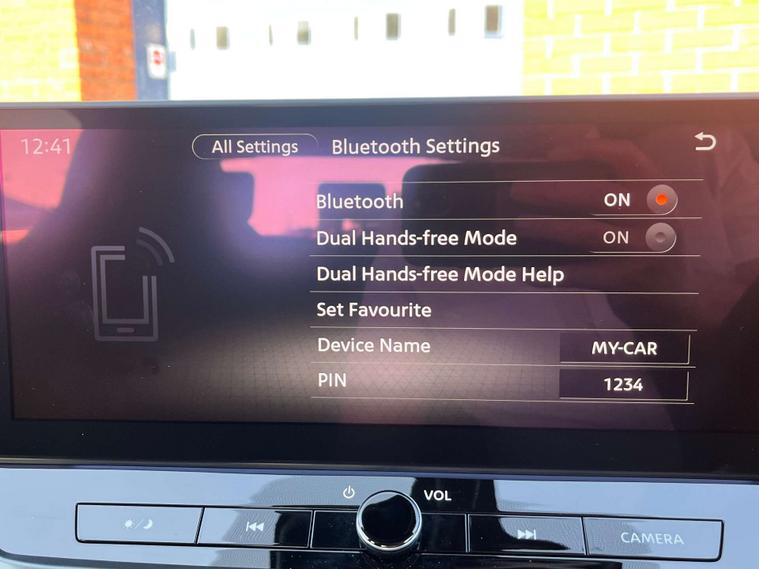 12:41 All Settings Bluetooth Settings
Bluetooth ON
Dual Hands-free Mode ON
Dual Hands-free Mode Help
Set Favourite
Device Name MY-CAR
PIN 1234
VOL
CAMERA